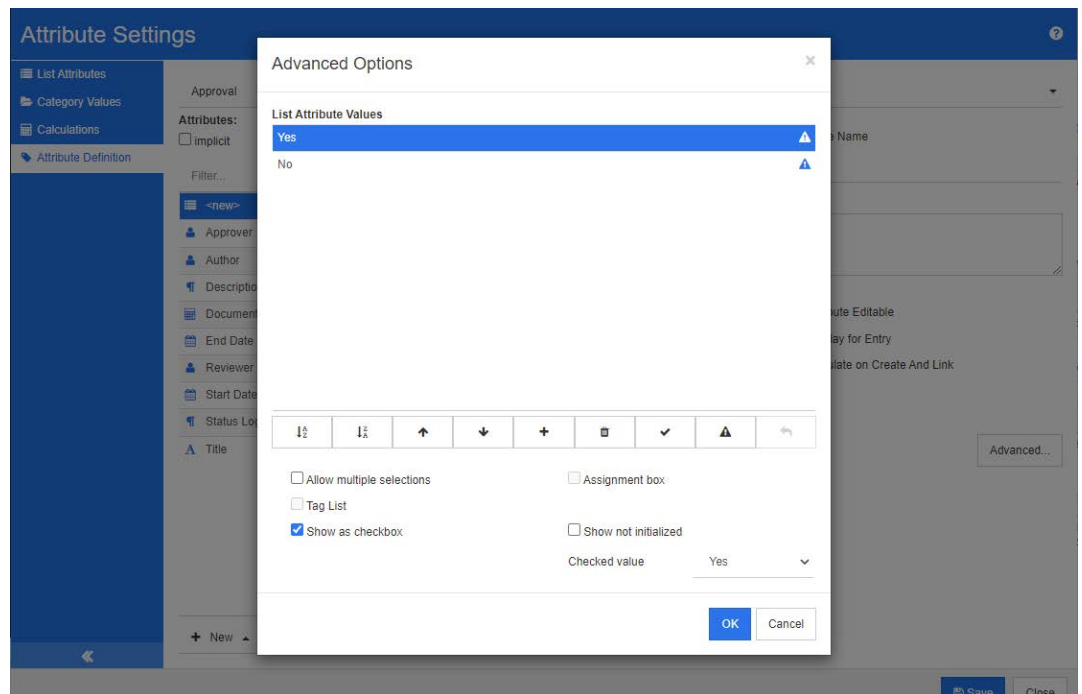 Attribute Settings
List Attributes
Category Values
Calculations
Attribute Definition
Approval
Attributes:
implicit
Filter...
<new>
Approver
Author
Descriptio
Document
End Date
Reviewer
Start Date
Status Log
Title
+ New
Advanced Options
List Attribute Values
Yes
No
Allow multiple selections
Assignment box
Tag List
Show as checkbox
Show not initialized
Checked value
Yes
OK
Cancel
Name
ute Editable
lay for Entry
ulate on Create And Link
Advanced...
Save
Close